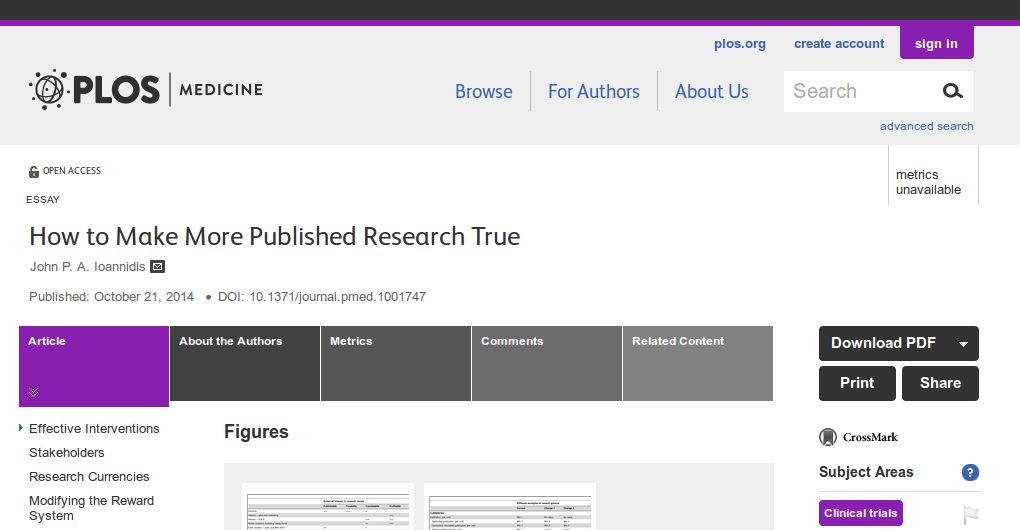 plos.org create account sign in
PLOS MEDICINE
Browse For Authors About Us Search
advanced search
OPEN ACCESS
metrics
unavailable
ESSAY
How to Make More Published Research True
John P. A. Ioannidis
Published: October 21, 2014 • DOI: 10.1371/journal.pmed.1001747
Article About the Authors Metrics Comments Related Content
Download PDF
Print Share
Effective Interventions
Stakeholders
Research Currencies
Modifying the Reward
System
Figures
CrossMark
Subject Areas ?
Clinical trials